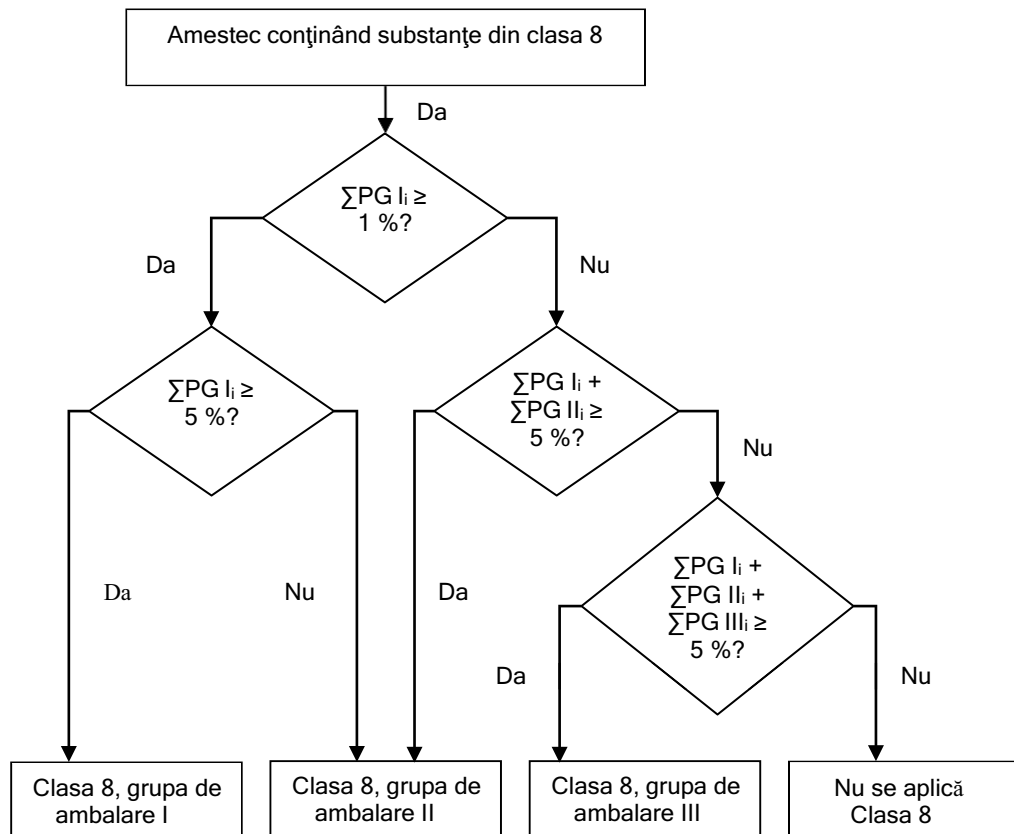 Amestec conţinând substanţe din clasa 8
Da
∑PG Iᵢ ≥
1 %?
Da
Nu
∑PG Iᵢ ≥
5 %?
∑PG Iᵢ +
∑PG IIᵢ ≥
5 %?
Nu
Da
Nu
Da
∑PG Iᵢ +
∑PG IIᵢ +
∑PG IIIᵢ ≥
5 %?
Da
Nu
Clasa 8, grupa de
ambalare I
Clasa 8, grupa de
ambalare II
Clasa 8, grupa de
ambalare III
Nu se aplică
Clasa 8